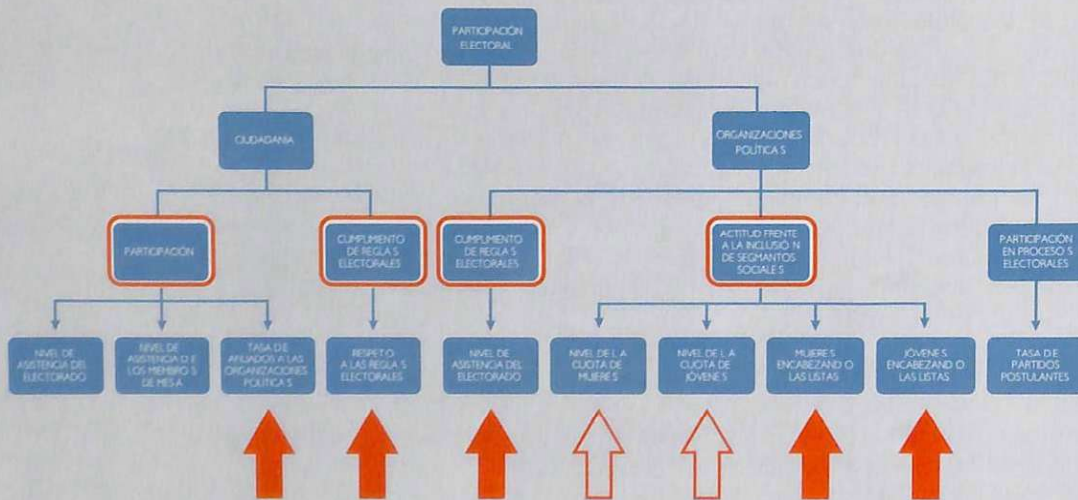 PARTICIPACIÓN
ELECTORAL
CIUDADANÍA
ORGANIZACIONES
POLÍTICA S
PARTICIPACIÓN
CUMPLIMIENTO
DE REGLA S
ELECTORALES
CUMPLIMIENTO
DE REGLA S
ELECTORALES
ACTITUD FRENTE
A LA INCLUSIÓ N
DE SEGMANTOS
SOCIALE S
PARTICIPACIÓN
EN PROCESO S
ELECTORALES
NIVEL DE
ASISTENCIA DEL
ELECTORADO
NIVEL DE
ASISTENCIA D E
LOS MIEMBRO S
DE MESA
TASA DE
AFILIADOS A LAS
ORGANIZACIONES
POLÍTICA S
RESPET O
A LAS REGLA S
ELECTORALES
NIVEL DE
ASISTENCIA DEL
ELECTORADO
NIVEL DE L A
CUOTA DE
MUJERE S
NIVEL DE L A
CUOTA DE
JÓVENE S
MUJERE S
ENCABEZAND O
LAS LISTAS
JÓVENE S
ENCABEZAND O
LAS LISTAS
TASA D E
PARTIDOS
POSTULANTES